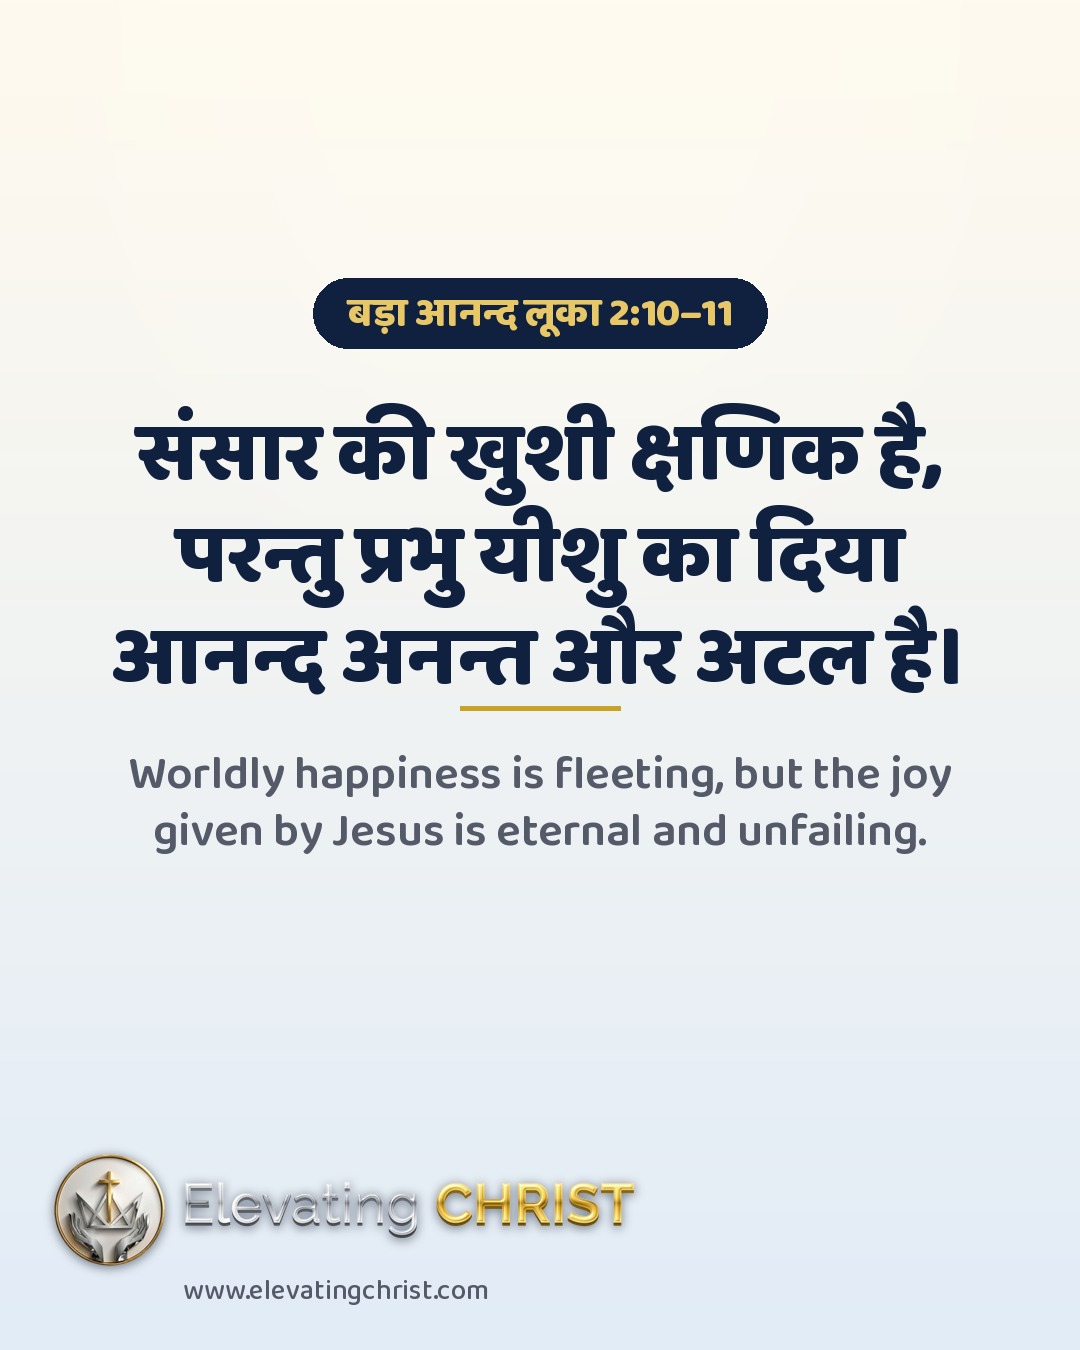 बड़ा आनन्द लूका 2:10–11
संसार की खुशी क्षणिक है,
परन्तु प्रभु यीशु का दिया
आनन्द अनन्त और अटल है।
Worldly happiness is fleeting, but the joy
given by Jesus is eternal and unfailing.
Elevating CHRIST
www.elevatingchrist.com